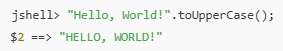 jshell> "Hello, World!".toUpperCase();
$2 ==> "HELLO, WORLD!"